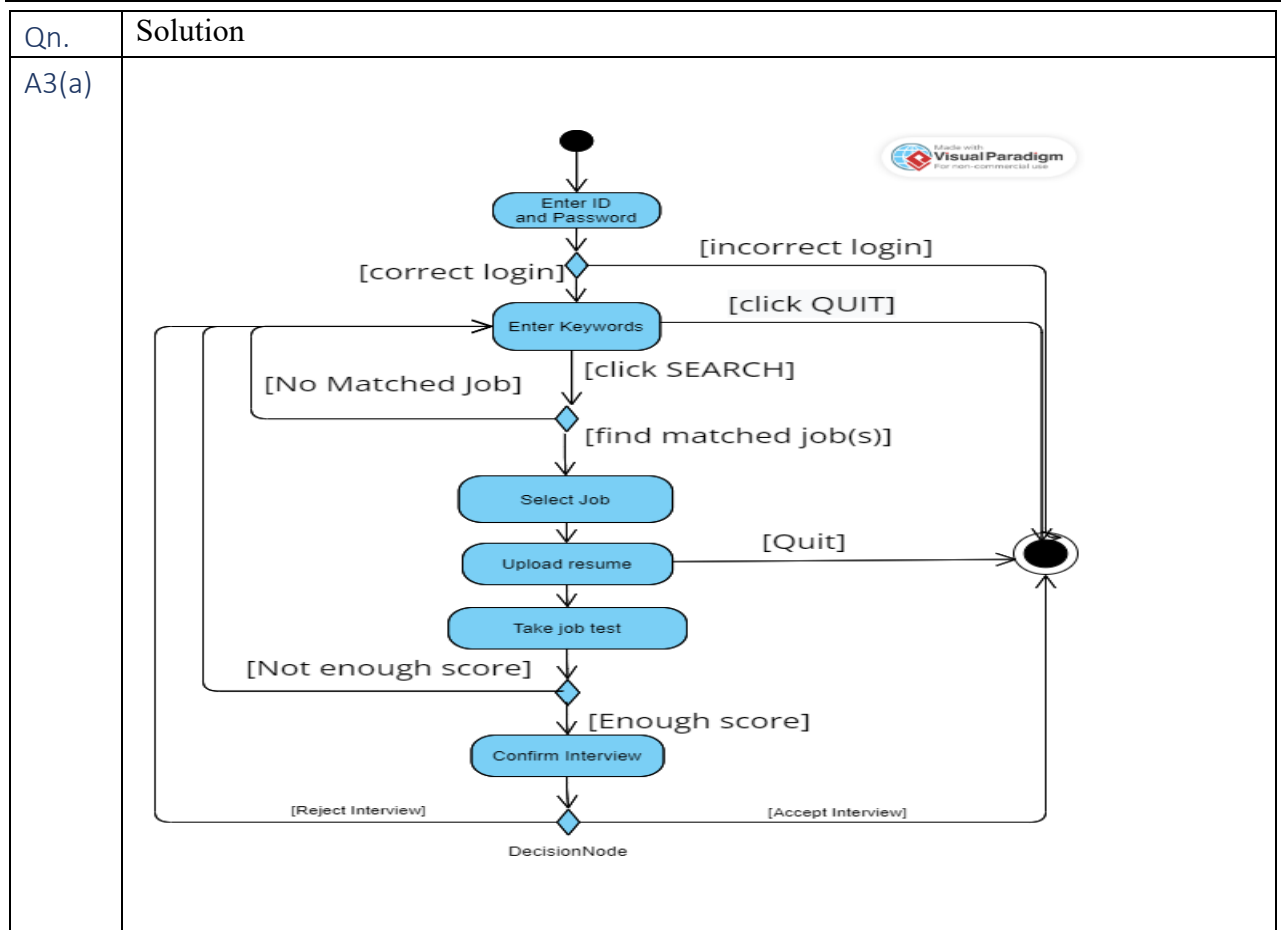 Qn.
Solution
A3(a)
Made with
Visual Paradigm
For non-commercial use
Enter ID
and Password
[incorrect login]
[correct login]
[click QUIT]
Enter Keywords
[click SEARCH]
[No Matched Job]
[find matched job(s)]
Select Job
[Quit]
Upload resume
Take job test
[Not enough score]
[Enough score]
Confirm Interview
[Reject Interview]
[Accept Interview]
DecisionNode